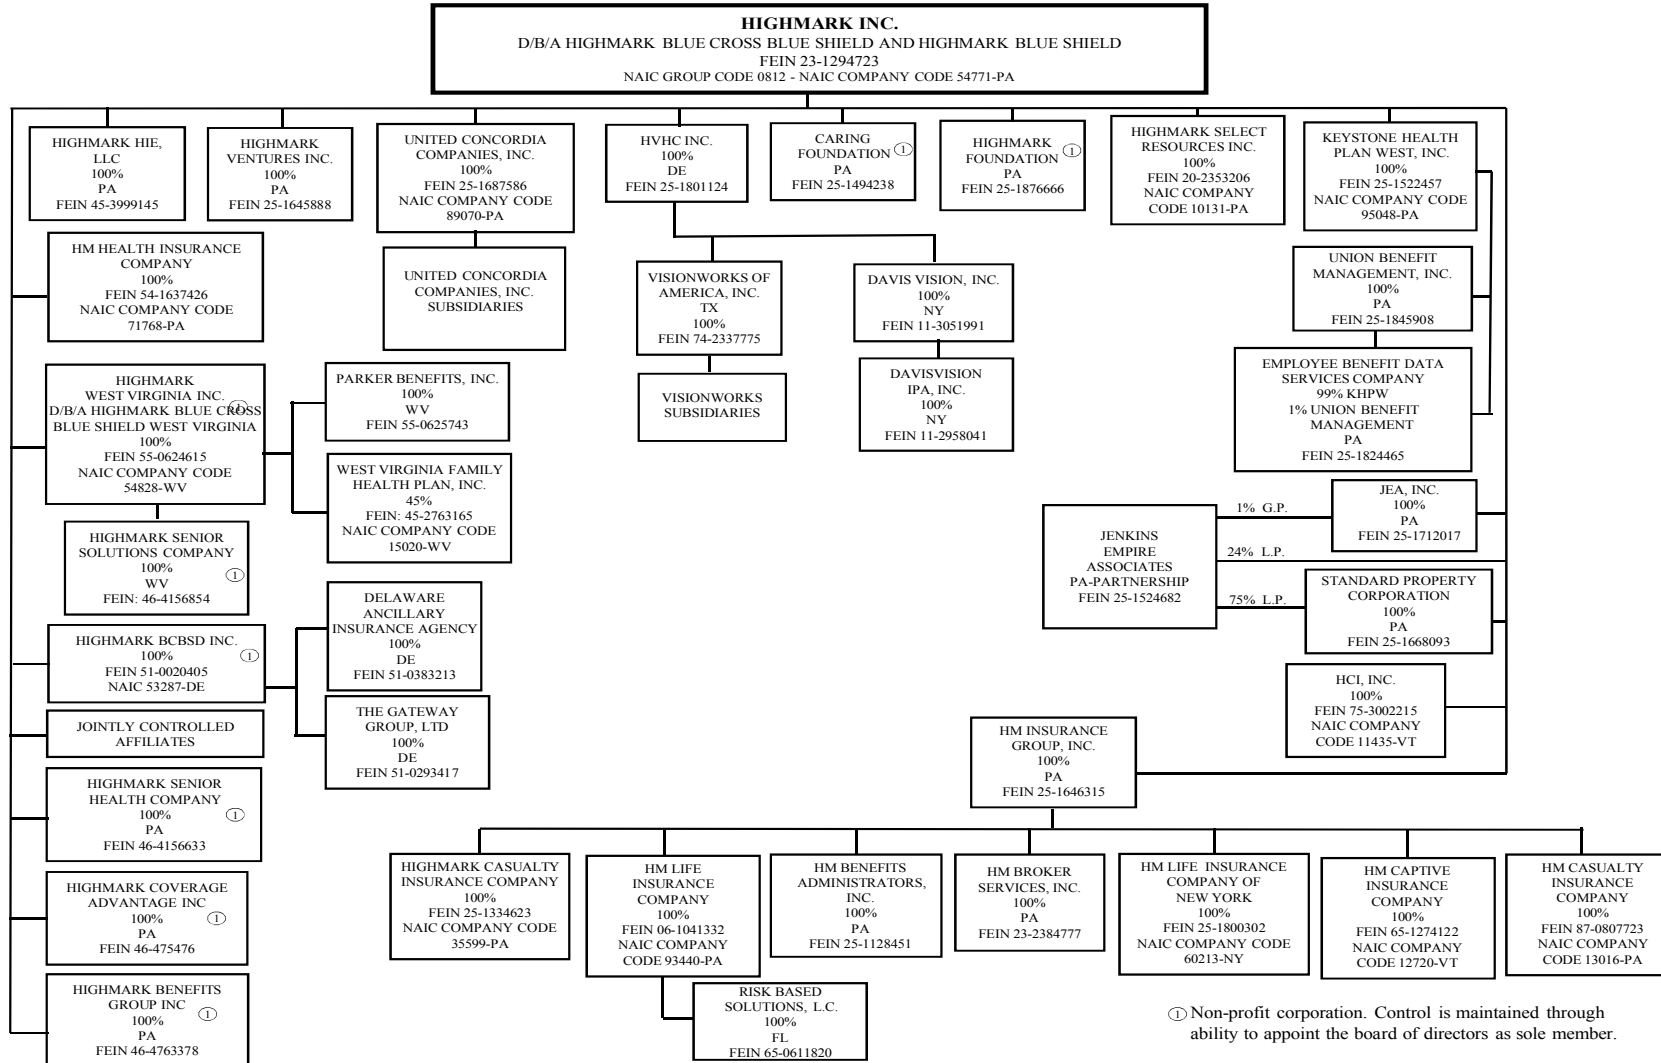 HIGHMARK INC.
D/B/A HIGHMARK BLUE CROSS BLUE SHIELD AND HIGHMARK BLUE SHIELD
FEIN 23-1294723
NAIC GROUP CODE 0812 - NAIC COMPANY CODE 54771-PA
HIGHMARK HIE,
LLC
100%
PA
FEIN 45-3999145
HIGHMARK
VENTURES INC.
100%
PA
FEIN 25-1645888
UNITED CONCORDIA
COMPANIES, INC.
100%
FEIN 25-1687586
NAIC COMPANY CODE
89070-PA
HVHC INC.
100%
DE
FEIN 25-1801124
CARING
FOUNDATION ①
PA
FEIN 25-1494238
HIGHMARK
FOUNDATION ①
PA
FEIN 25-1876666
HIGHMARK SELECT
RESOURCES INC.
100%
FEIN 20-2353206
NAIC COMPANY
CODE 10131-PA
KEYSTONE HEALTH
PLAN WEST, INC.
100%
FEIN 25-1522457
NAIC COMPANY CODE
95048-PA
HM HEALTH INSURANCE
COMPANY
100%
FEIN 54-1637426
NAIC COMPANY CODE
71768-PA
UNITED CONCORDIA
COMPANIES, INC.
SUBSIDIARIES
VISIONWORKS OF
AMERICA, INC.
TX
100%
FEIN 74-2337775
DAVIS VISION, INC.
100%
NY
FEIN 11-3051991
UNION BENEFIT
MANAGEMENT, INC.
100%
PA
FEIN 25-1845908
HIGHMARK
WEST VIRGINIA INC.
D/B/A HIGHMARK BLUE CROSS ①
BLUE SHIELD WEST VIRGINIA
100%
FEIN 55-0624615
NAIC COMPANY CODE
54828-WV
PARKER BENEFITS, INC.
100%
WV
FEIN 55-0625743
VISIONWORKS
SUBSIDIARIES
DAVISVISION
IPA, INC.
100%
NY
FEIN 11-2958041
EMPLOYEE BENEFIT DATA
SERVICES COMPANY
99% KHPW
1% UNION BENEFIT
MANAGEMENT
PA
FEIN 25-1824465
WEST VIRGINIA FAMILY
HEALTH PLAN, INC.
45%
FEIN: 45-2763165
NAIC COMPANY CODE
15020-WV
HIGHMARK SENIOR
SOLUTIONS COMPANY
100%
WV ①
FEIN: 46-4156854
JENKINS
EMPIRE
ASSOCIATES
PA-PARTNERSHIP
FEIN 25-1524682
1% G.P.
24% L.P.
75% L.P.
JEA, INC.
100%
PA
FEIN 25-1712017
STANDARD PROPERTY
CORPORATION
100%
PA
FEIN 25-1668093
HIGHMARK BCBSD INC.
100% ①
FEIN 51-0020405
NAIC 53287-DE
DELAWARE
ANCILLARY
INSURANCE AGENCY
100%
DE
FEIN 51-0383213
THE GATEWAY
GROUP, LTD
100%
DE
FEIN 51-0293417
HCI, INC.
100%
FEIN 75-3002215
NAIC COMPANY
CODE 11435-VT
JOINTLY CONTROLLED
AFFILIATES
HM INSURANCE
GROUP, INC.
100%
PA
FEIN 25-1646315
HIGHMARK SENIOR
HEALTH COMPANY
100% ①
PA
FEIN 46-4156633
HIGHMARK COVERAGE
ADVANTAGE INC
100% ①
PA
FEIN 46-475476
HIGHMARK BENEFITS
GROUP INC
100% ①
PA
FEIN 46-4763378
HIGHMARK CASUALTY
INSURANCE COMPANY
100%
FEIN 25-1334623
NAIC COMPANY CODE
35599-PA
HM LIFE
INSURANCE
COMPANY
100%
FEIN 06-1041332
NAIC COMPANY
CODE 93440-PA
HM BENEFITS
ADMINISTRATORS,
INC.
100%
PA
FEIN 25-1128451
HM BROKER
SERVICES, INC.
100%
PA
FEIN 23-2384777
HM LIFE INSURANCE
COMPANY OF
NEW YORK
100%
FEIN 25-1800302
NAIC COMPANY CODE
60213-NY
HM CAPTIVE
INSURANCE
COMPANY
100%
FEIN 65-1274122
NAIC COMPANY
CODE 12720-VT
HM CASUALTY
INSURANCE
COMPANY
100%
FEIN 87-0807723
NAIC COMPANY
CODE 13016-PA
RISK BASED
SOLUTIONS, L.C.
100%
FL
FEIN 65-0611820
① Non-profit corporation. Control is maintained through
ability to appoint the board of directors as sole member.